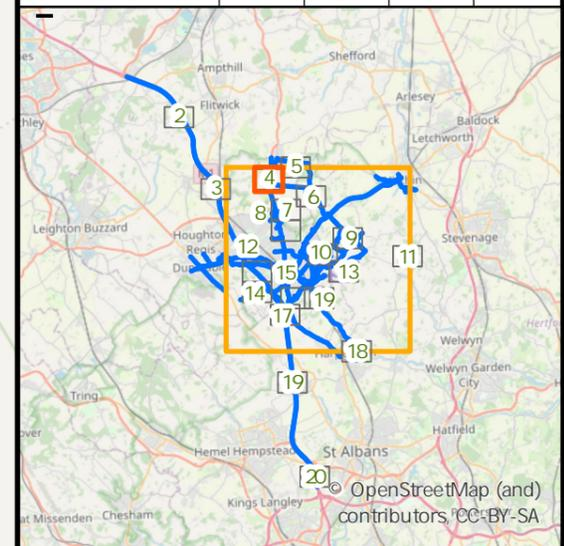 Shefford
Ampthill
Flitwick
Arlesey
Letchworth
Leighton Buzzard
Stevenage
Houghton
Regis
Welwyn
Welwyn
Garden
City
Tring
Hatfield
Hemel Hempstead
St Albans
Kings Langley
Chesham
2
3
4
5
6
7
8
9
10
11
12
13
14
15
17
18
19
19
20
© OpenStreetMap (and)
contributors, CC-BY-SA